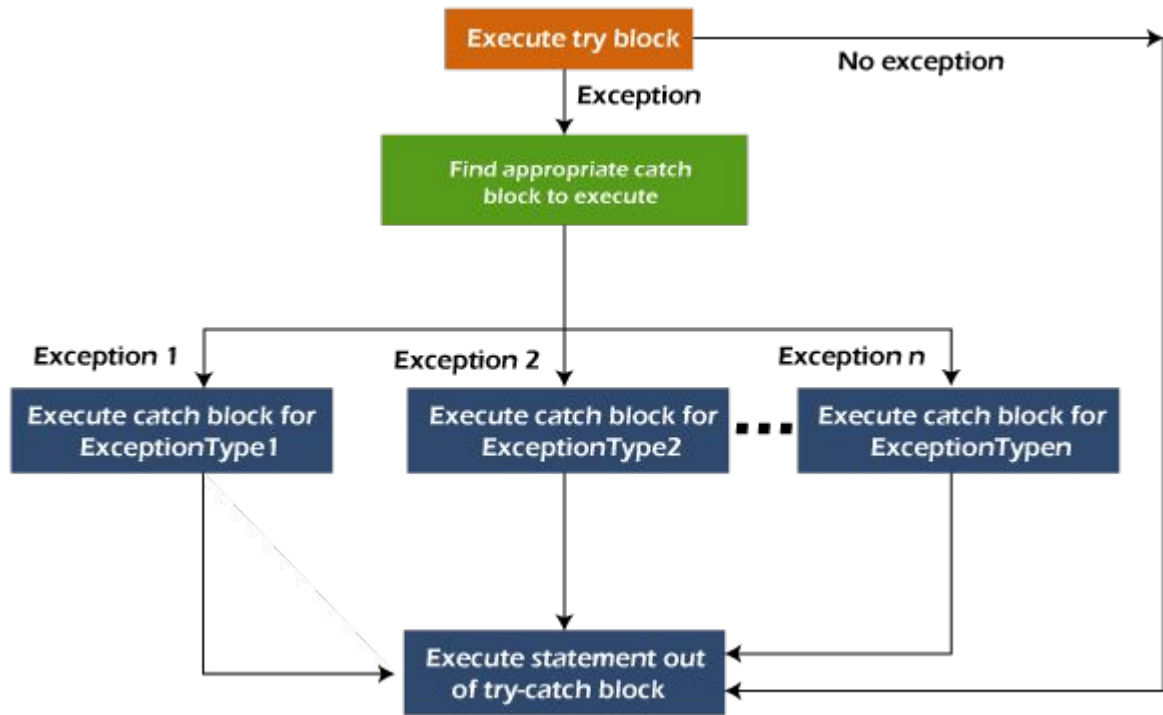 Execute try block
No exception
Exception
Find appropriate catch
block to execute
Exception 1
Exception 2
Exception n
Execute catch block for
ExceptionType1
Execute catch block for
ExceptionType2
Execute catch block for
ExceptionTypen
Execute statement out
of try-catch block